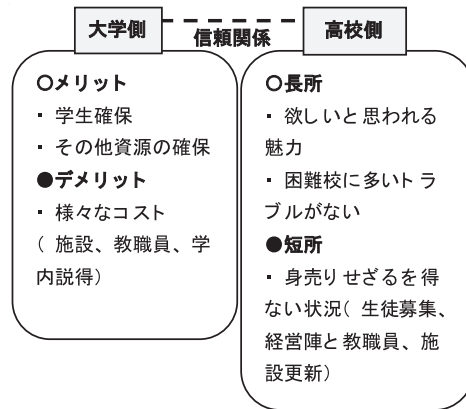 大学側
信頼関係
高校側
○メリット
・ 学生確保
・ その他資源の確保
●デメリット
・ 様々なコスト
( 施設、教職員、学
内説得)
○長所
・ 欲しいと思われる
魅力
・ 困難校に多いトラ
ブルがない
●短所
・ 身売りせざるを得
ない状況( 生徒募集、
経営陣と教職員、施
設更新)